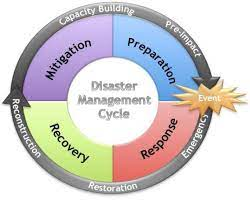 Capacity Building
Pre-Impact
Mitigation
Preparation
Disaster
Management
Cycle
Event
Recovery
Response
Emergency
Reconstruction
Restoration